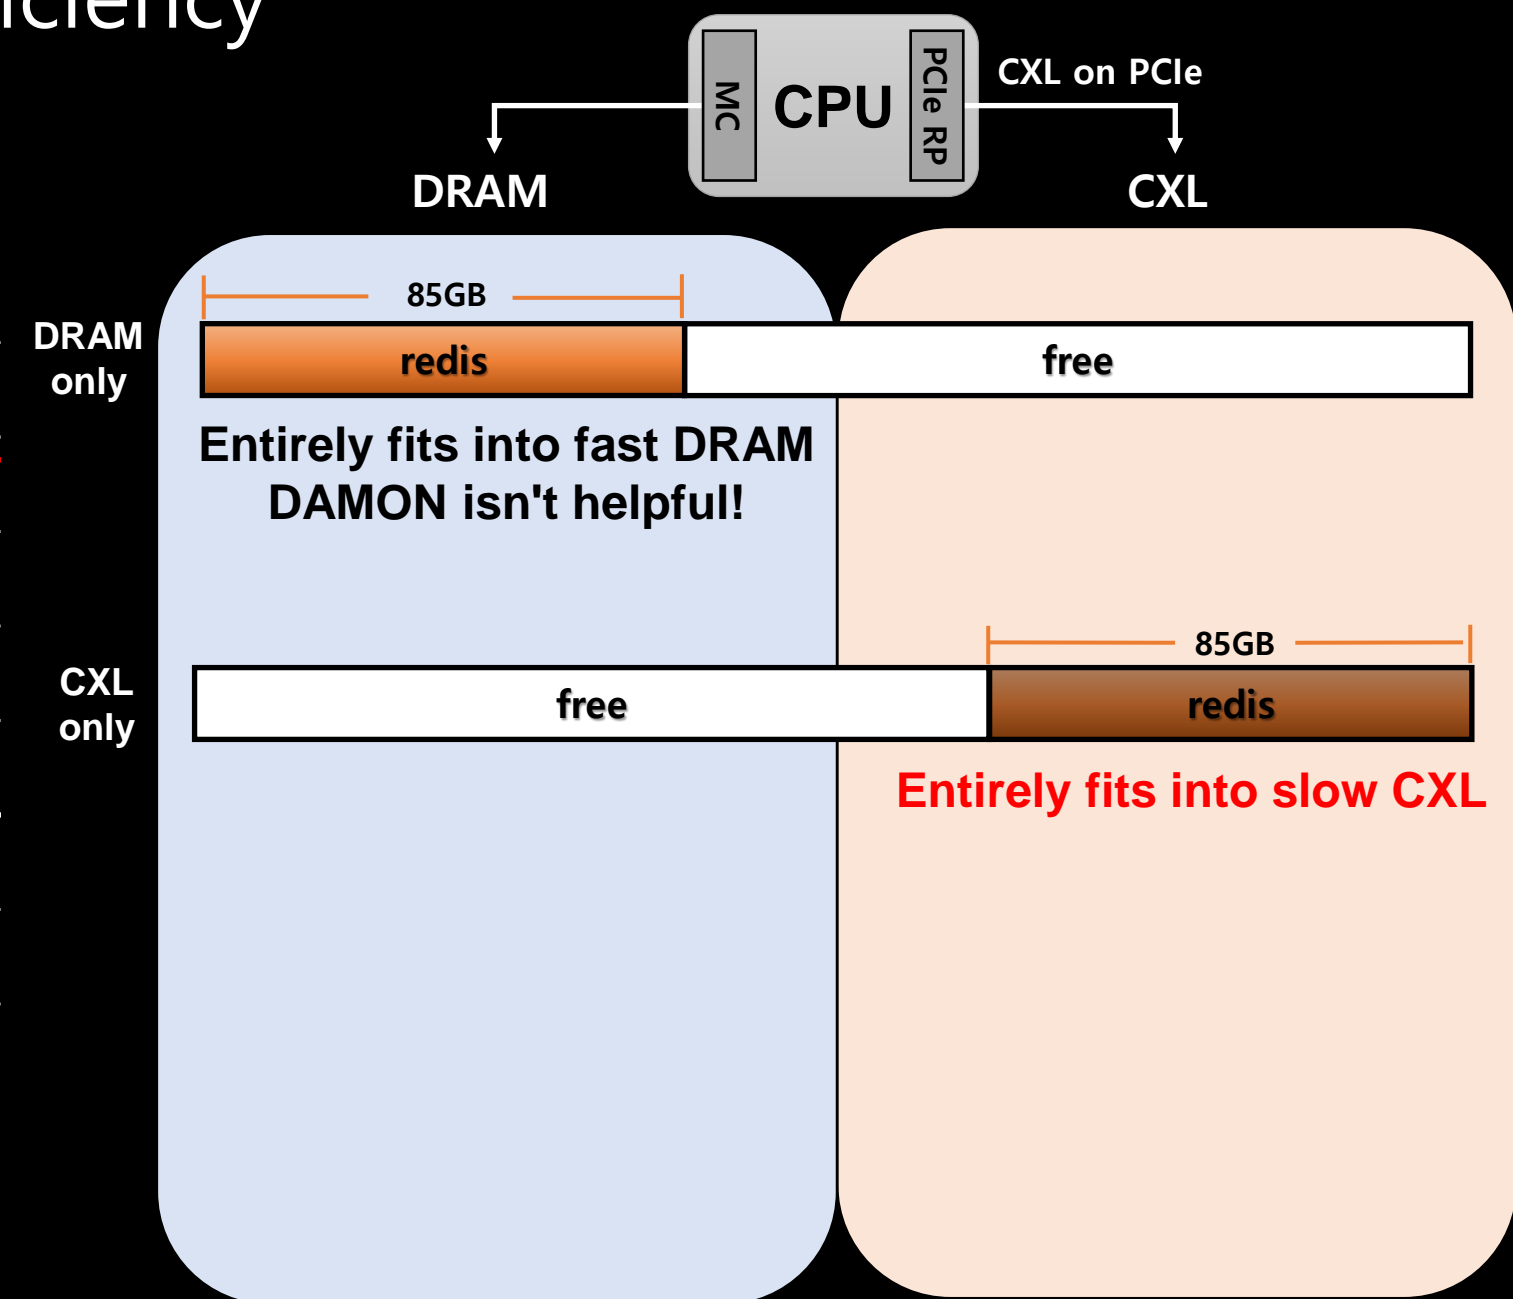 CXL on PCIe
MC
CPU
PCIe RP
DRAM
CXL
85GB
DRAM
only
redis
free
Entirely fits into fast DRAM
DAMON isn't helpful!
85GB
CXL
only
free
redis
Entirely fits into slow CXL